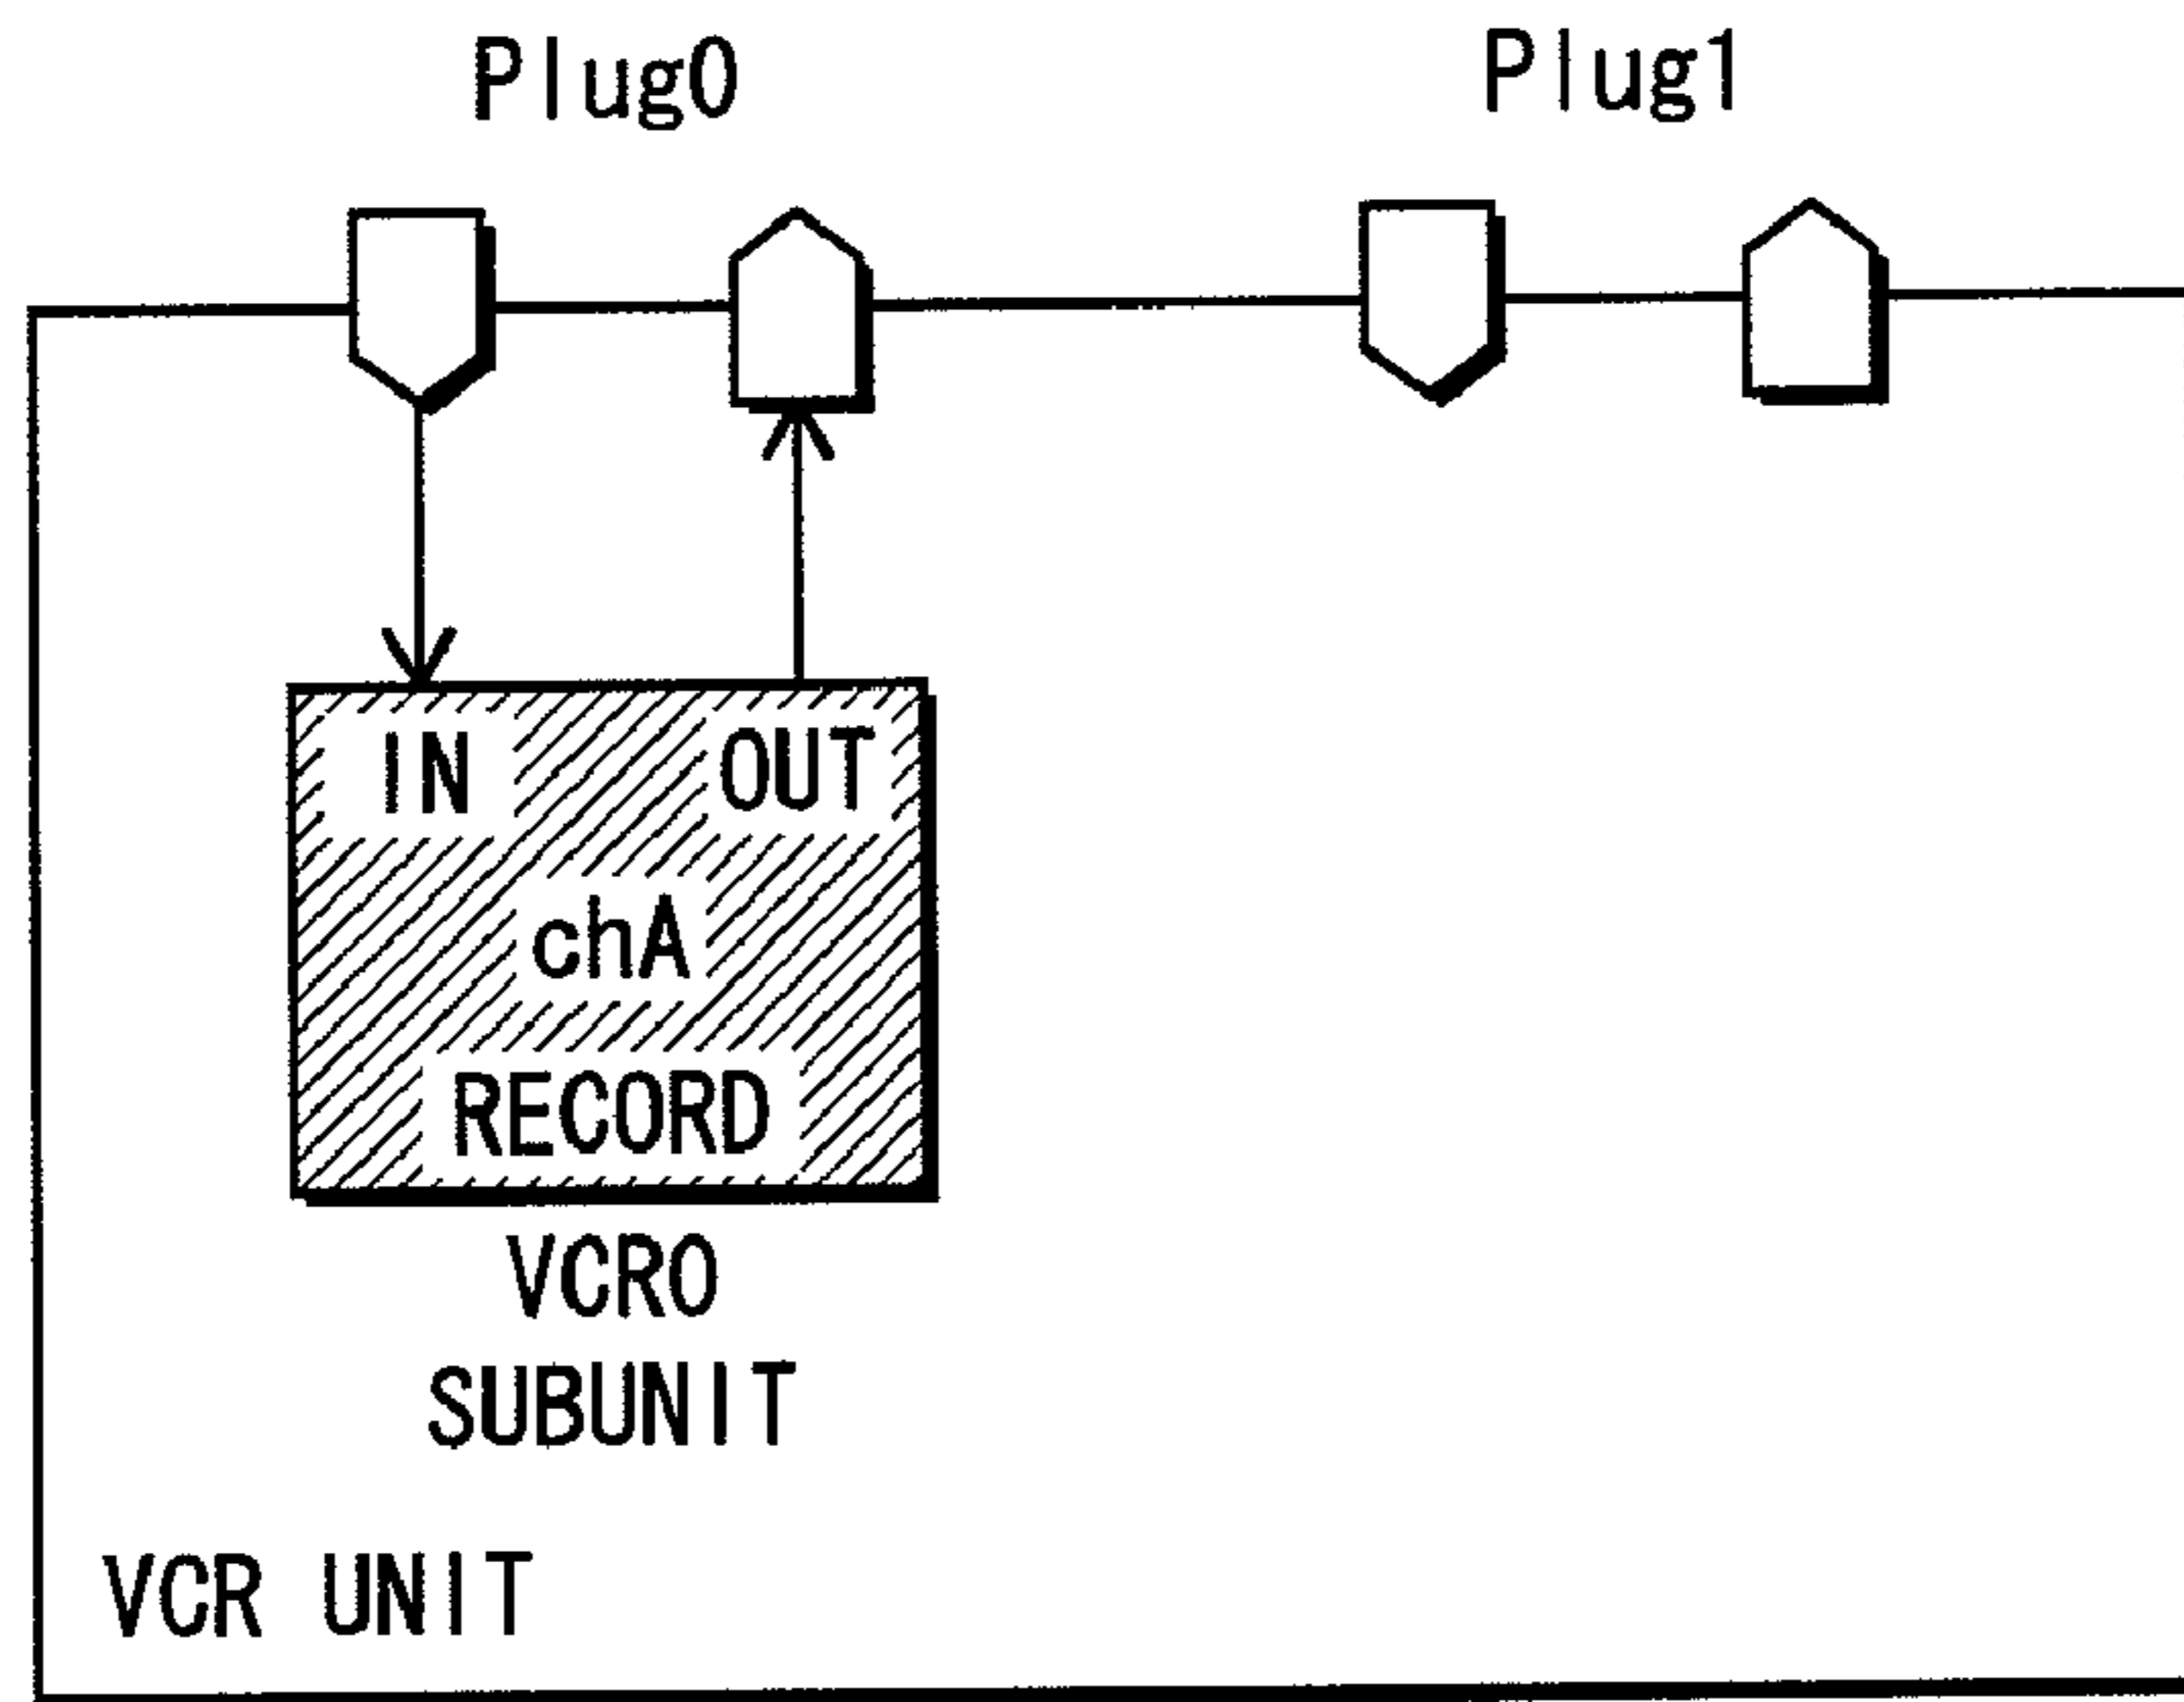 Plug0 Plug1
IN OUT
chA
RECORD
VCR0
SUBUNIT
VCR UNIT